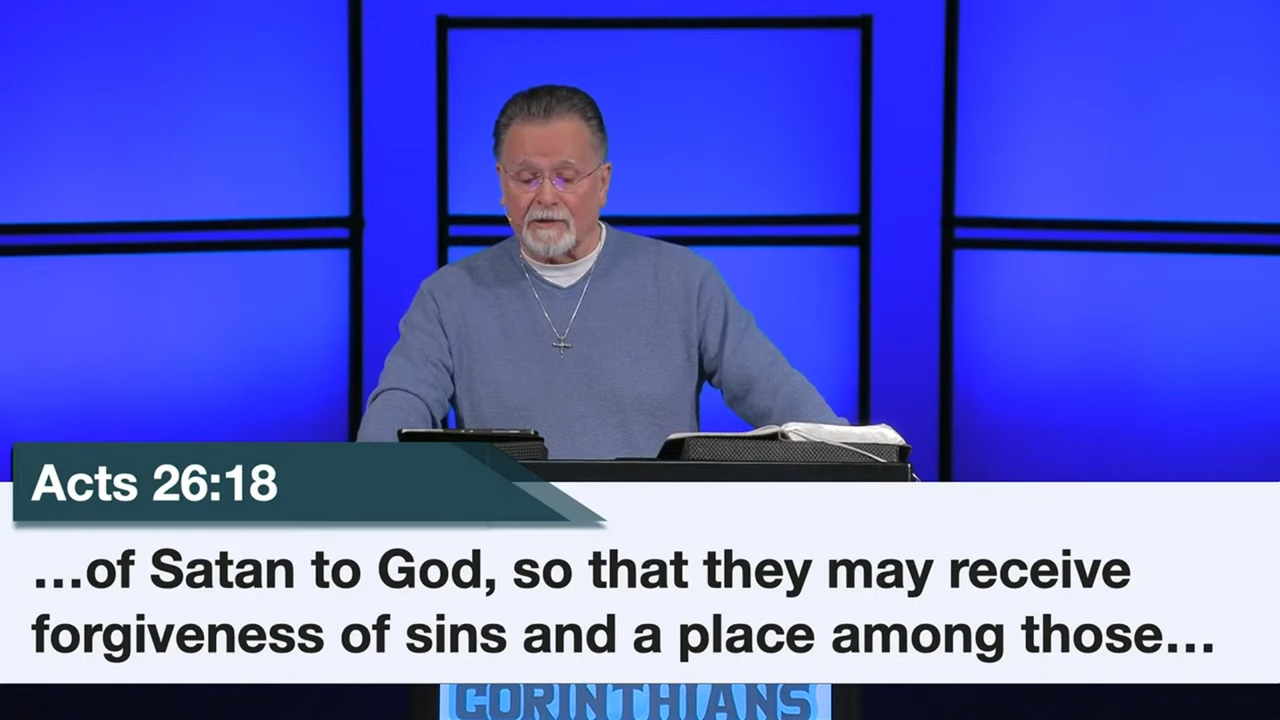 Acts 26:18
…of Satan to God, so that they may receive
forgiveness of sins and a place among those…
CORINTHIANS